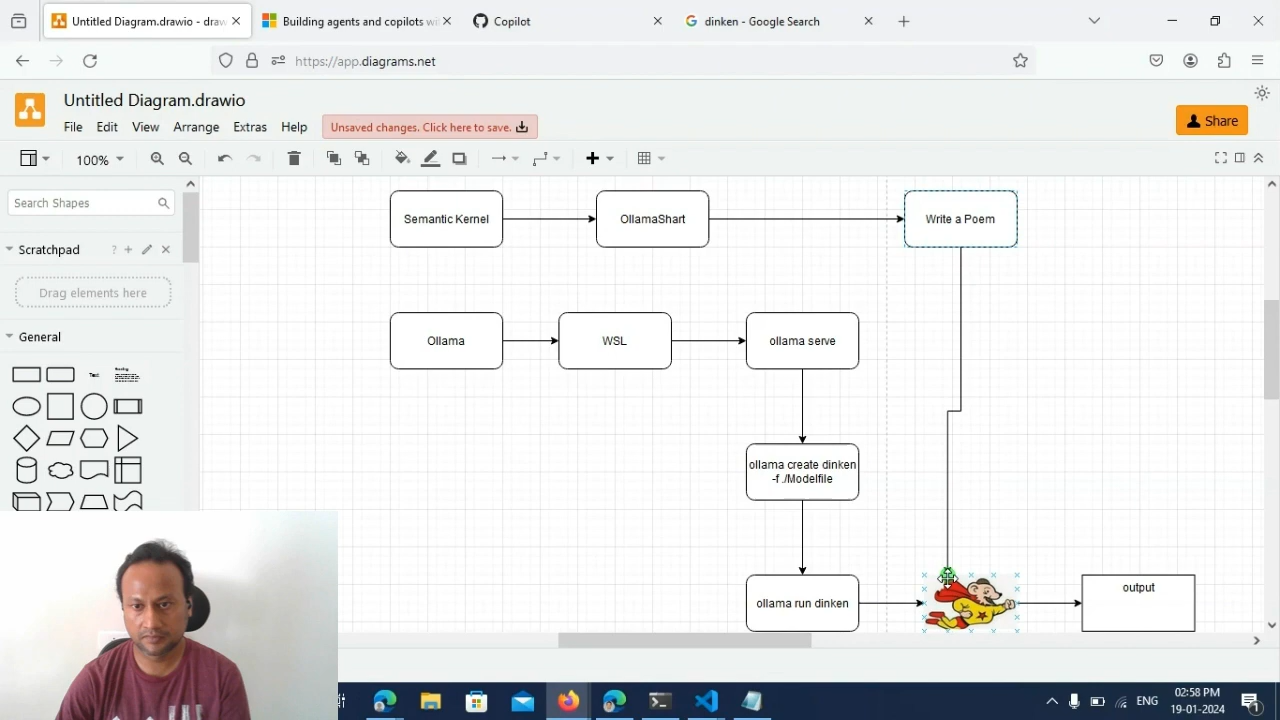 Untitled Diagram.drawio - draw
Building agents and copilots wi
Copilot
dinken - Google Search
https://app.diagrams.net
Untitled Diagram.drawio
File Edit View Arrange Extras Help
Unsaved changes. Click here to save.
Share
100%
Search Shapes
Scratchpad
Drag elements here
General
Text
Semantic Kernel
OllamaShart
Write a Poem
Ollama
WSL
ollama serve
ollama create dinken
-f ./Modelfile
ollama run dinken
output
ENG
02:58 PM
19-01-2024
1